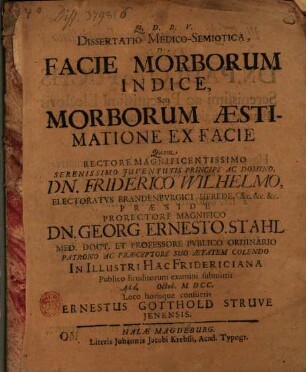 Q. D. B. V.
DISSERTATIO MEDICO-SEMIOTICA,
FACIE MORBORUM
INDICE,
Seu
MORBORUM ÆSTI-
MATIONE EX FACIE
Quam
RECTORE MAGNIFICENTISSIMO
SERENISSIMO JUVENTUTIS PRINCIPE AC DOMINO,
DN. FRIDERICO WILHELMO,
ELECTORATUS BRANDENBURGICI HEREDE, &c. &c. &c.
PRÆSIDE
PRORECTORE MAGNIFICO
DN. GEORG ERNESTO. STAHL
MED. DOCT. ET PROFESSORE PUBLICO ORDINARIO
PATRONO AC PRÆCEPTORE SUO ÆTATEM COLENDO
IN ILLUSTRI HAC FRIDERICIANA
Publico Eruditorum examini submittit
Octob. M DCC.
Loco horisque consuetis
ERNESTUS GOTTHOLD STRUVE
JENENSIS.
HALÆ MAGDEBURG.
Literis Johannis Jacobi Krebsii, Acad. Typogr.